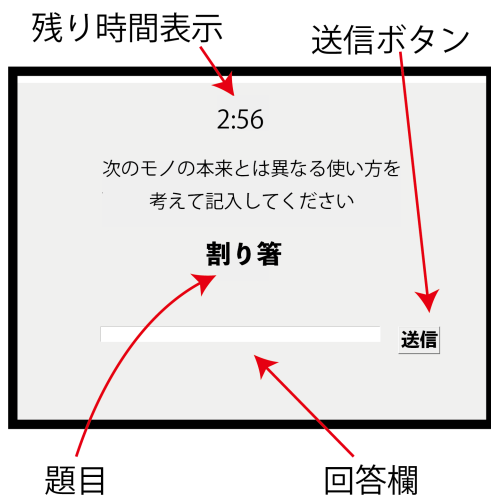 残り時間表示
送信ボタン
2:56
次のモノの本来とは異なる使い方を
考えて記入してください
割り箸
送信
題目
回答欄